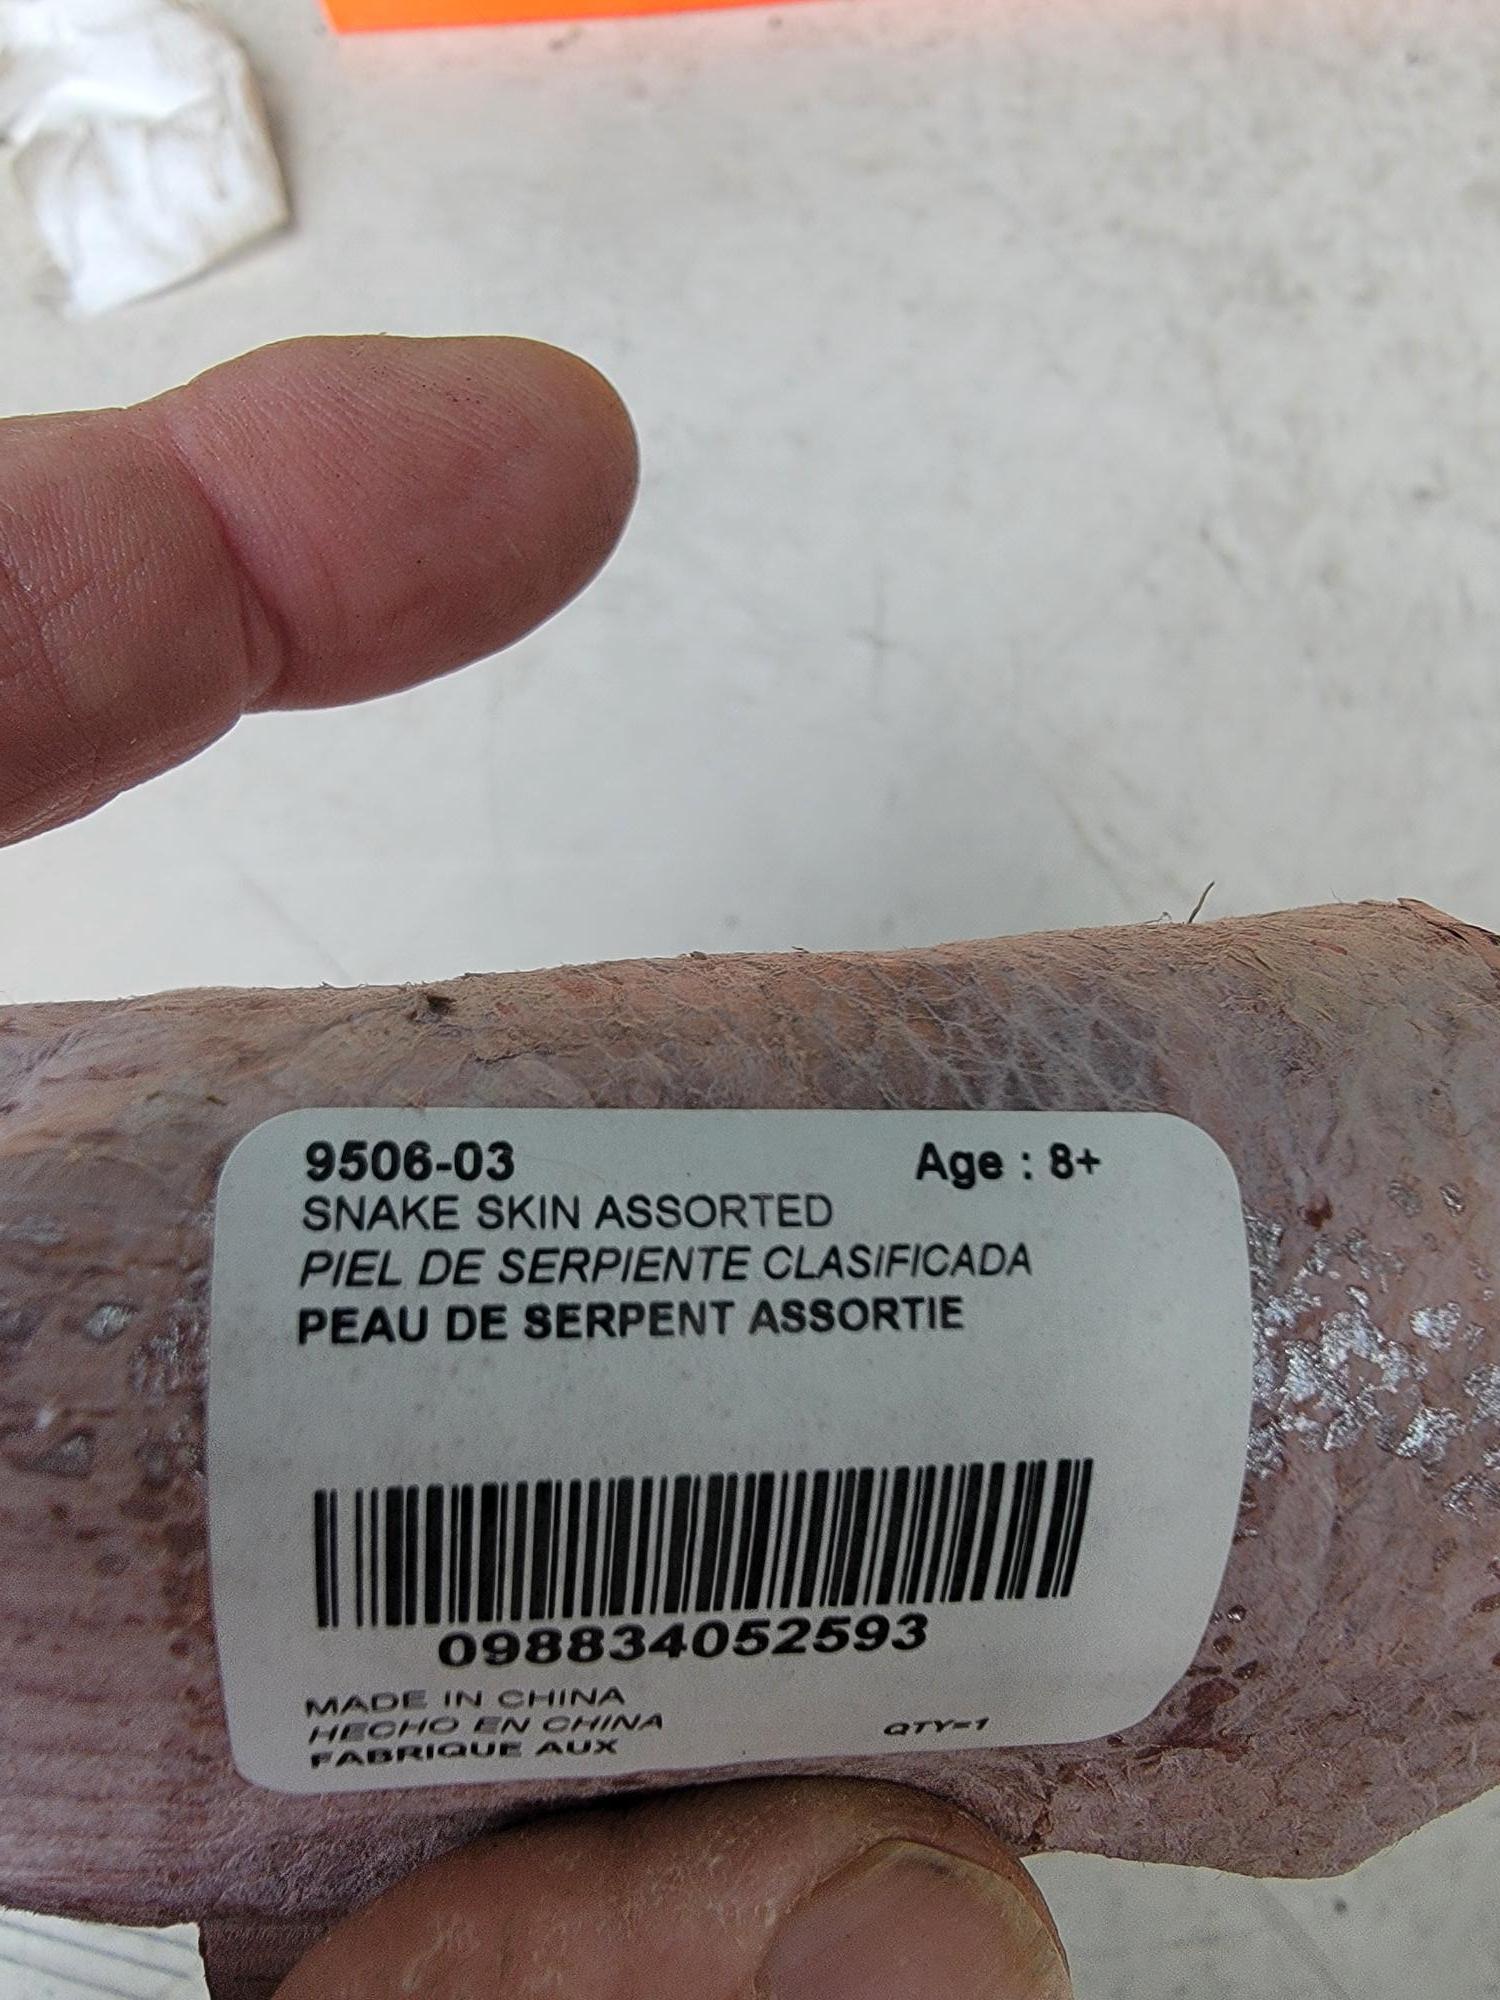 9506-03 Age : 8+
SNAKE SKIN ASSORTED
PIEL DE SERPIENTE CLASIFICADA
PEAU DE SERPENT ASSORTIE
098834052593
MADE IN CHINA
HECHO EN CHINA QTY=1
FABRIQUE AUX